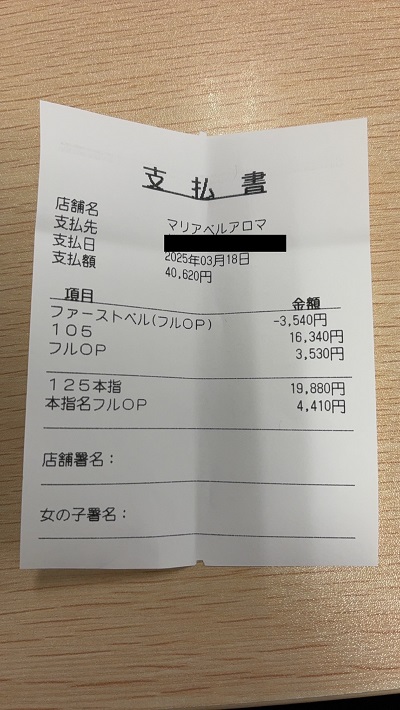 支払書
店舗名 マリアベルアロマ
支払先
支払日 2025年03月18日
支払額 40,620円
項目 金額
ファーストベル(フルOP) -3,540円
105 16,340円
フルOP 3,530円
125本指 19,880円
本指名フルOP 4,410円
店舗署名：
女の子署名：